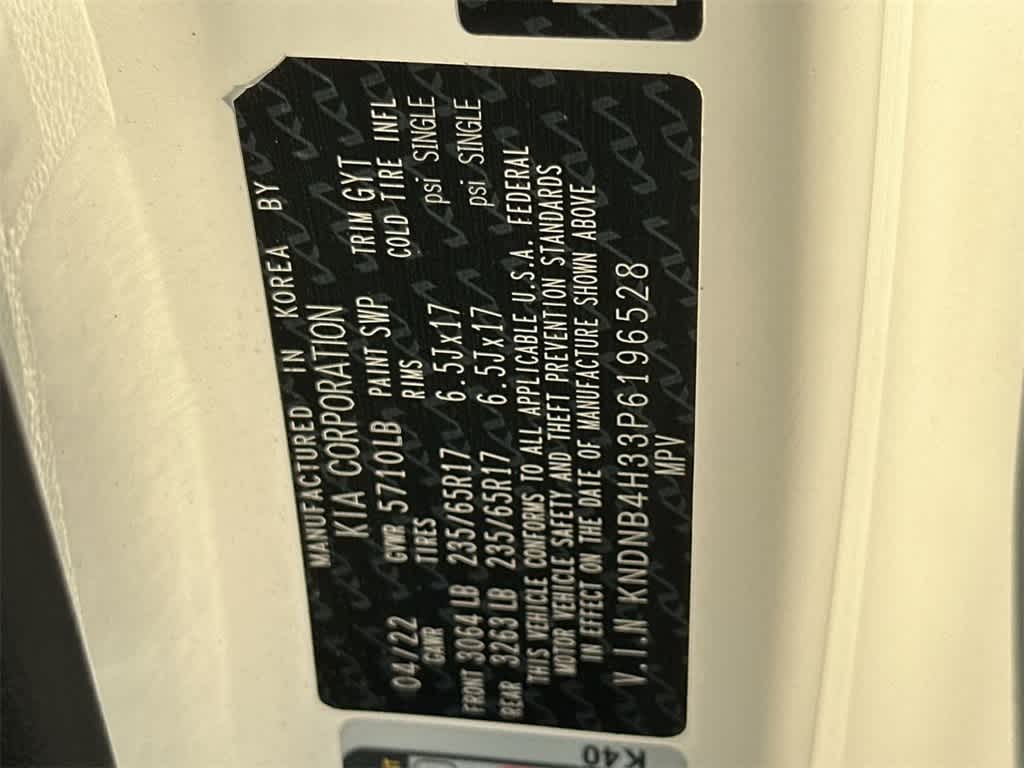 MANUFACTURED IN KOREA BY
KIA CORPORATION
04/22 GVWR 5710LB PAINT SWP TRIM GYT
GAWR TIRES RIMS COLD TIRE INFL
FRONT 3064 LB 235/65R17 6.5Jx17 psi SINGLE
REAR 3263 LB 235/65R17 6.5Jx17 psi SINGLE
THIS VEHICLE CONFORMS TO ALL APPLICABLE U.S.A. FEDERAL
MOTOR VEHICLE SAFETY AND THEFT PREVENTION STANDARDS
IN EFFECT ON THE DATE OF MANUFACTURE SHOWN ABOVE
V.I.N KNDNB4H33P6196528
MPV
K40